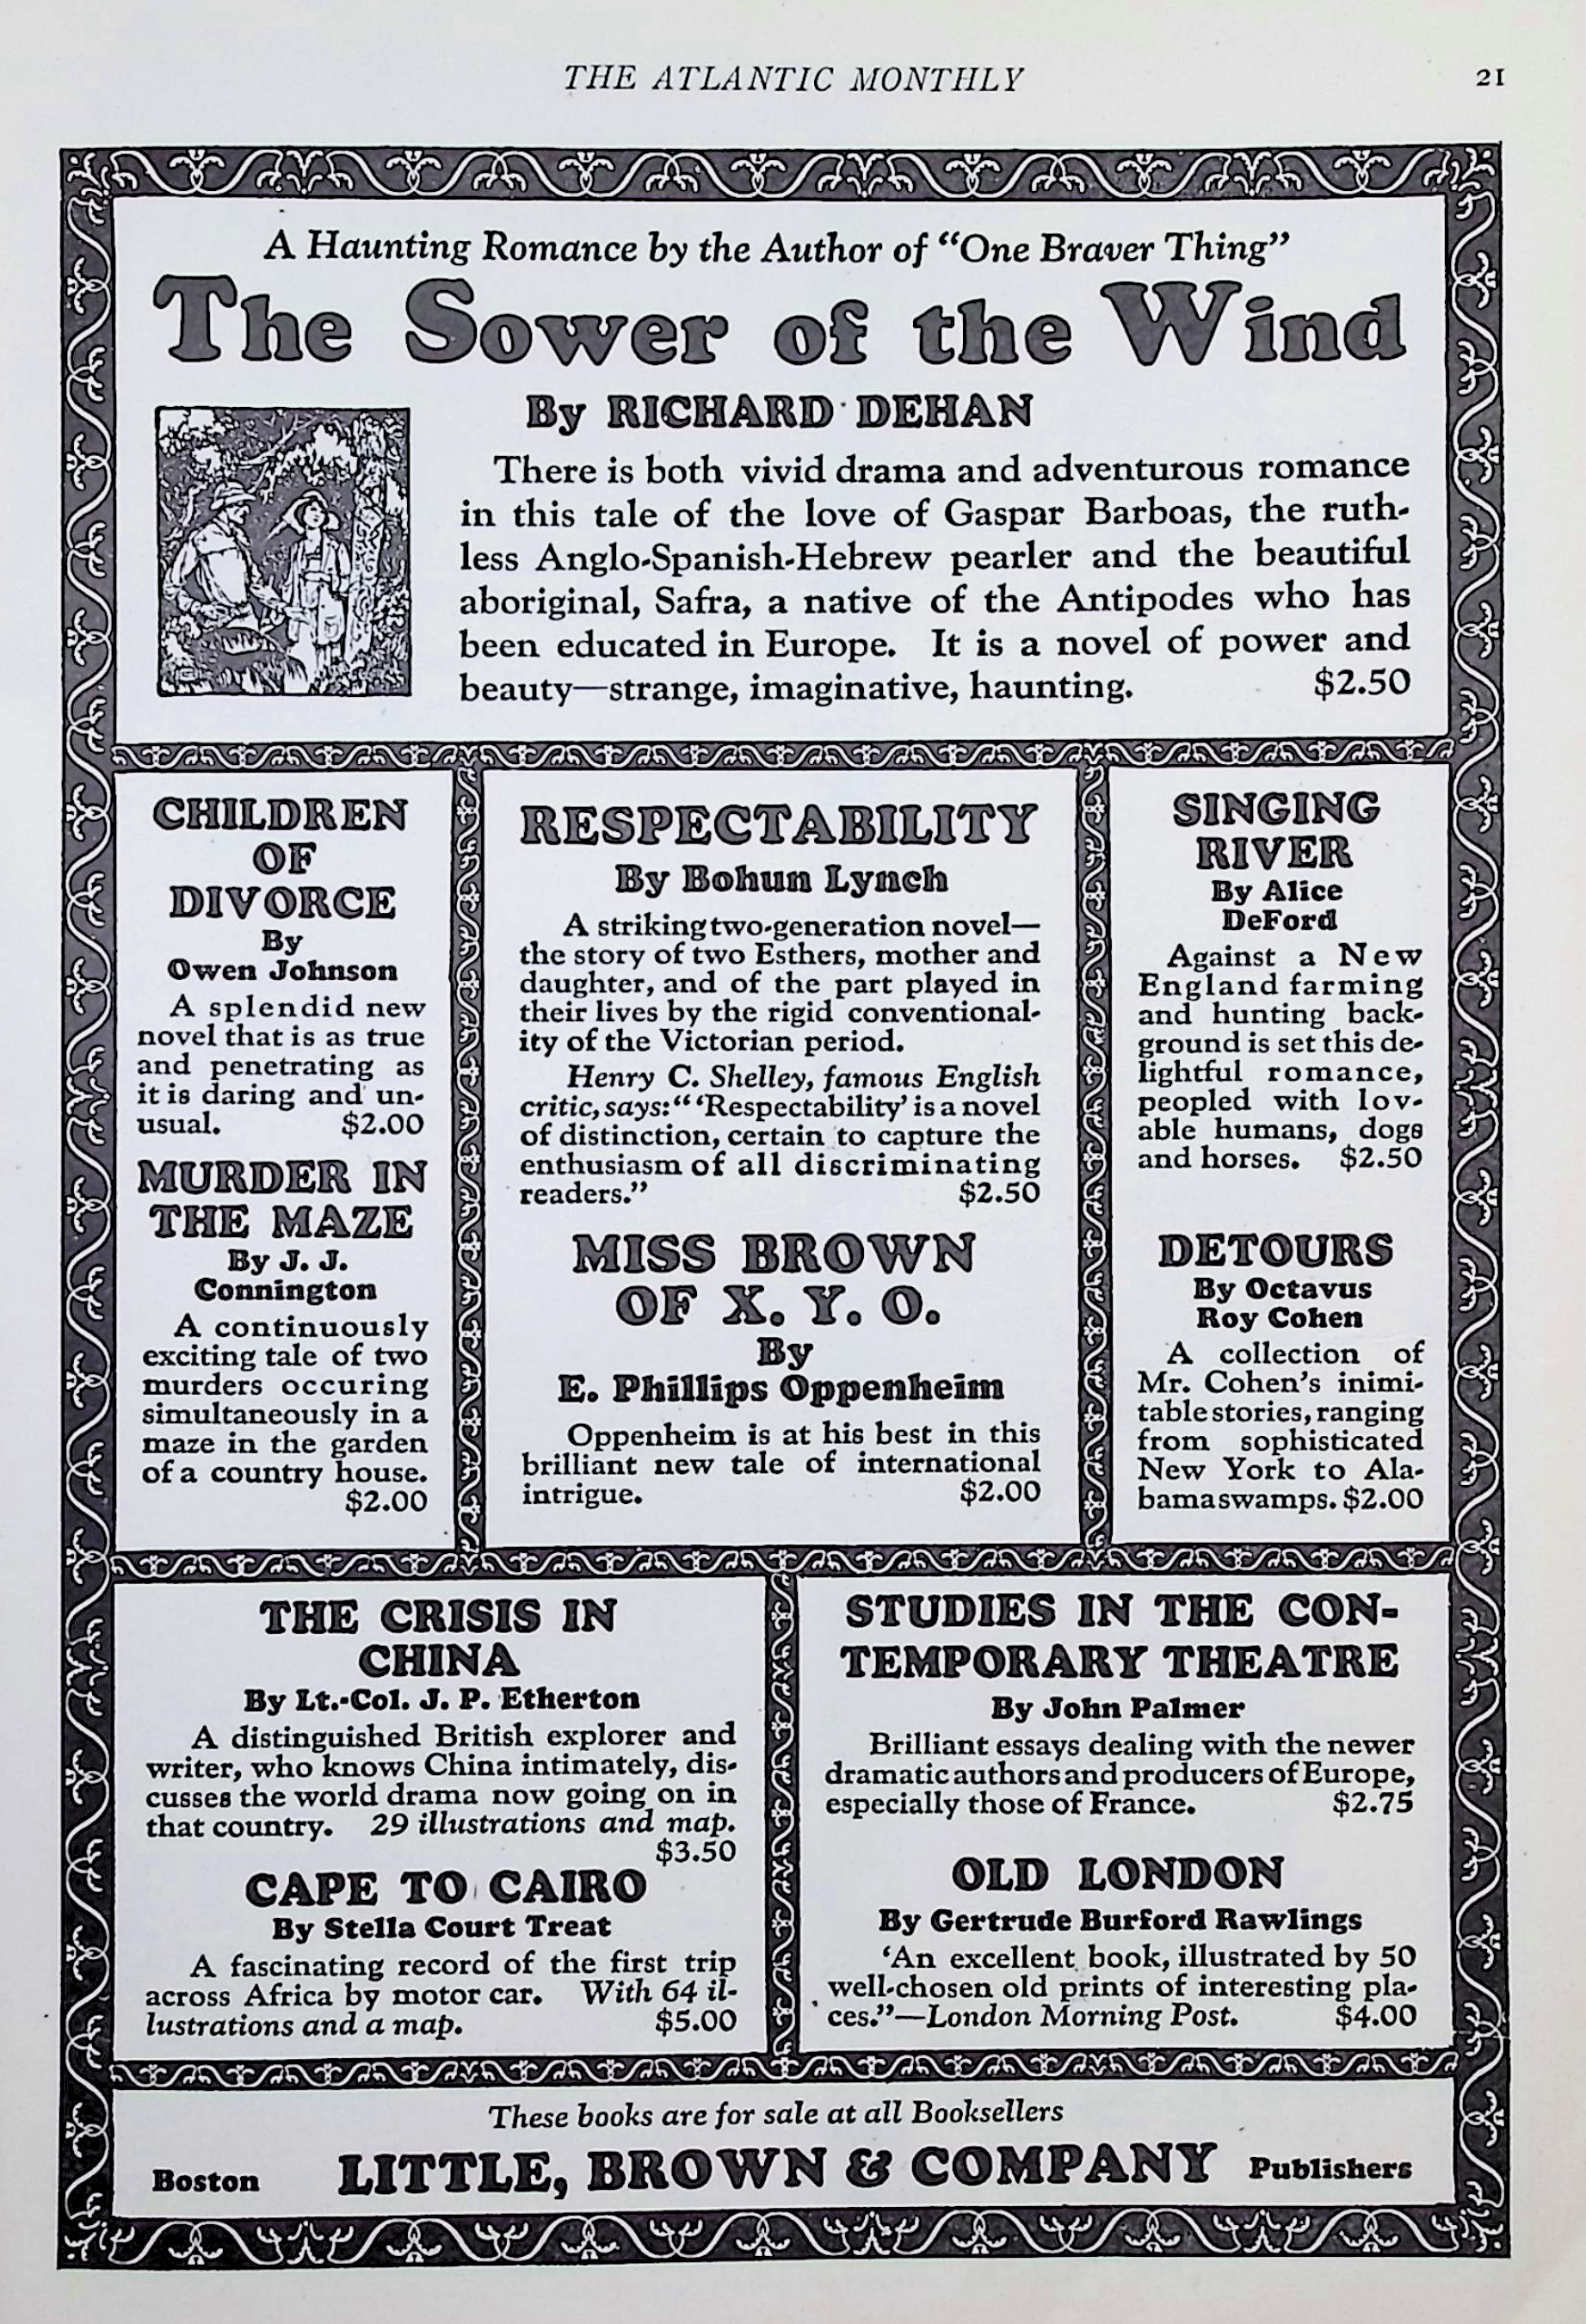 THE ATLANTIC MONTHLY 21
A Haunting Romance by the Author of “One Braver Thing”
The Sower of the Wind
By RICHARD DEHAN
There is both vivid drama and adventurous romance
in this tale of the love of Gaspar Barboas, the ruth-
less Anglo-Spanish-Hebrew pearler and the beautiful
aboriginal, Safra, a native of the Antipodes who has
been educated in Europe. It is a novel of power and
beauty—strange, imaginative, haunting. $2.50
CHILDREN
OF
DIVORCE
By
Owen Johnson
A splendid new
novel that is as true
and penetrating as
it is daring and un-
usual. $2.00
MURDER IN
THE MAZE
By J. J.
Connington
A continuously
exciting tale of two
murders occuring
simultaneously in a
maze in the garden
of a country house.
$2.00
RESPECTABILITY
By Bohun Lynch
A striking two-generation novel—
the story of two Esthers, mother and
daughter, and of the part played in
their lives by the rigid conventional-
ity of the Victorian period.
Henry C. Shelley, famous English
critic, says: “‘Respectability’ is a novel
of distinction, certain to capture the
enthusiasm of all discriminating
readers.” $2.50
MISS BROWN
OF X. Y. O.
By
E. Phillips Oppenheim
Oppenheim is at his best in this
brilliant new tale of international
intrigue. $2.00
SINGING
RIVER
By Alice
DeFord
Against a New
England farming
and hunting back-
ground is set this de-
lightful romance,
peopled with lov-
able humans, dogs
and horses. $2.50
DETOURS
By Octavus
Roy Cohen
A collection of
Mr. Cohen’s inimi-
table stories, ranging
from sophisticated
New York to Ala-
bama swamps. $2.00
THE CRISIS IN
CHINA
By Lt.-Col. J. P. Etherton
A distinguished British explorer and
writer, who knows China intimately, dis-
cusses the world drama now going on in
that country. 29 illustrations and map.
$3.50
CAPE TO CAIRO
By Stella Court Treat
A fascinating record of the first trip
across Africa by motor car. With 64 il-
lustrations and a map. $5.00
STUDIES IN THE CON-
TEMPORARY THEATRE
By John Palmer
Brilliant essays dealing with the newer
dramatic authors and producers of Europe,
especially those of France. $2.75
OLD LONDON
By Gertrude Burford Rawlings
‘An excellent book, illustrated by 50
well-chosen old prints of interesting pla-
ces.”—London Morning Post. $4.00
These books are for sale at all Booksellers
Boston LITTLE, BROWN & COMPANY Publishers